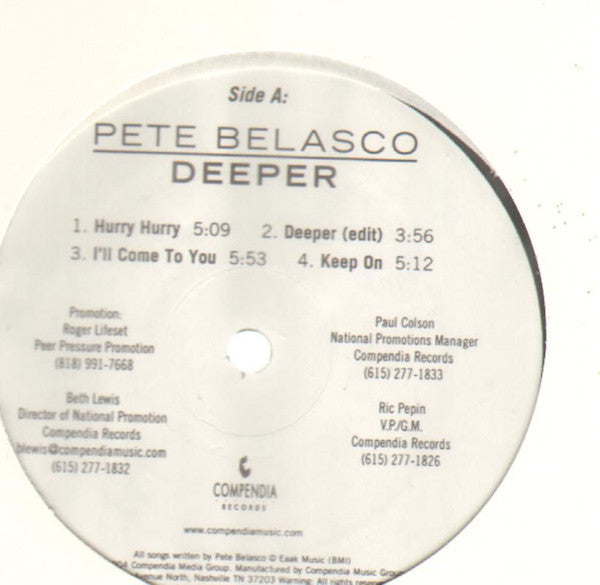 Side A:
PETE BELASCO
DEEPER
1. Hurry Hurry 5:09 2. Deeper (edit) 3:56
3. I'll Come To You 5:53 4. Keep On 5:12
Promotion:
Roger Lifeset
Peer Pressure Promotion
(818) 991-7668
Beth Lewis
Director of National Promotion
Compendia Records
blewis@compendiamusic.com
(615) 277-1832
Paul Colson
National Promotions Manager
Compendia Records
(615) 277-1833
Ric Pepin
V.P./G.M.
Compendia Records
(615) 277-1826
COMPENDIA
RECORDS
www.compendiamusic.com
All songs written by Pete Belasco © Eaak Music (BMI)
04 Compendia Media Group. Manufactured by Compendia Music Group
Avenue North, Nashville TN 37203 Warning: All rights reser